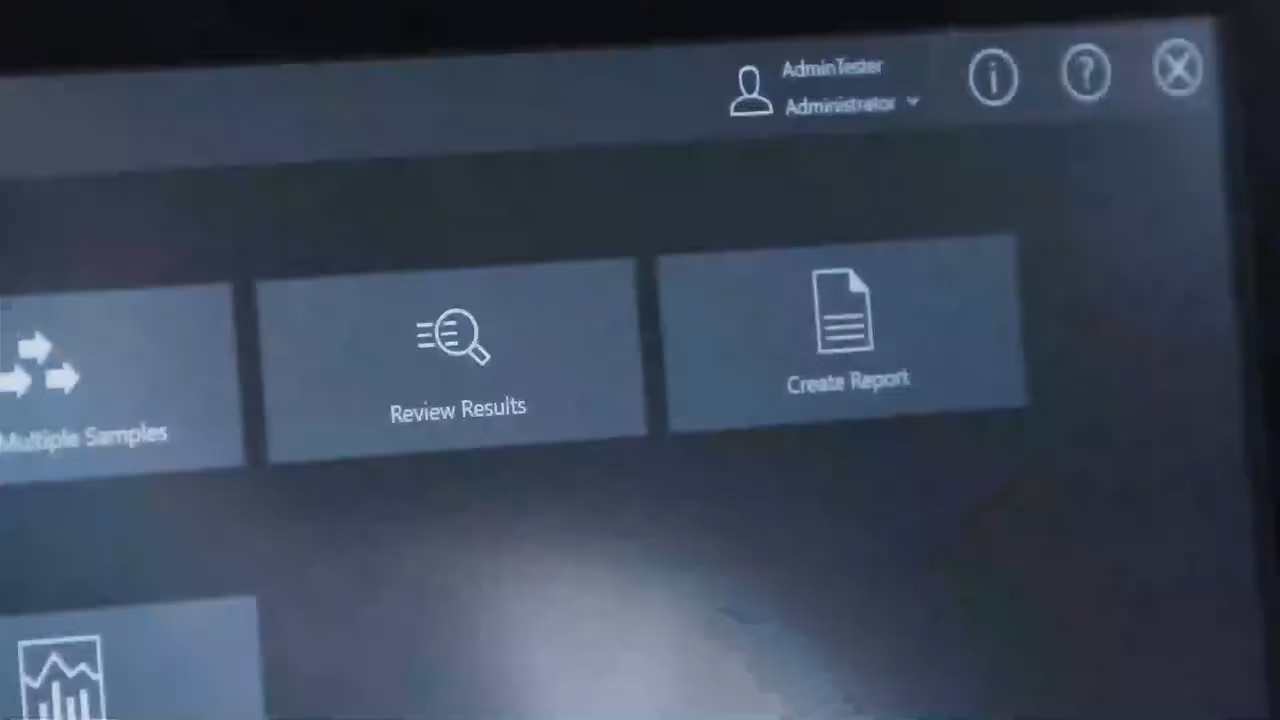 AdminTester
Administrator
Multiple Samples
Review Results
Create Report